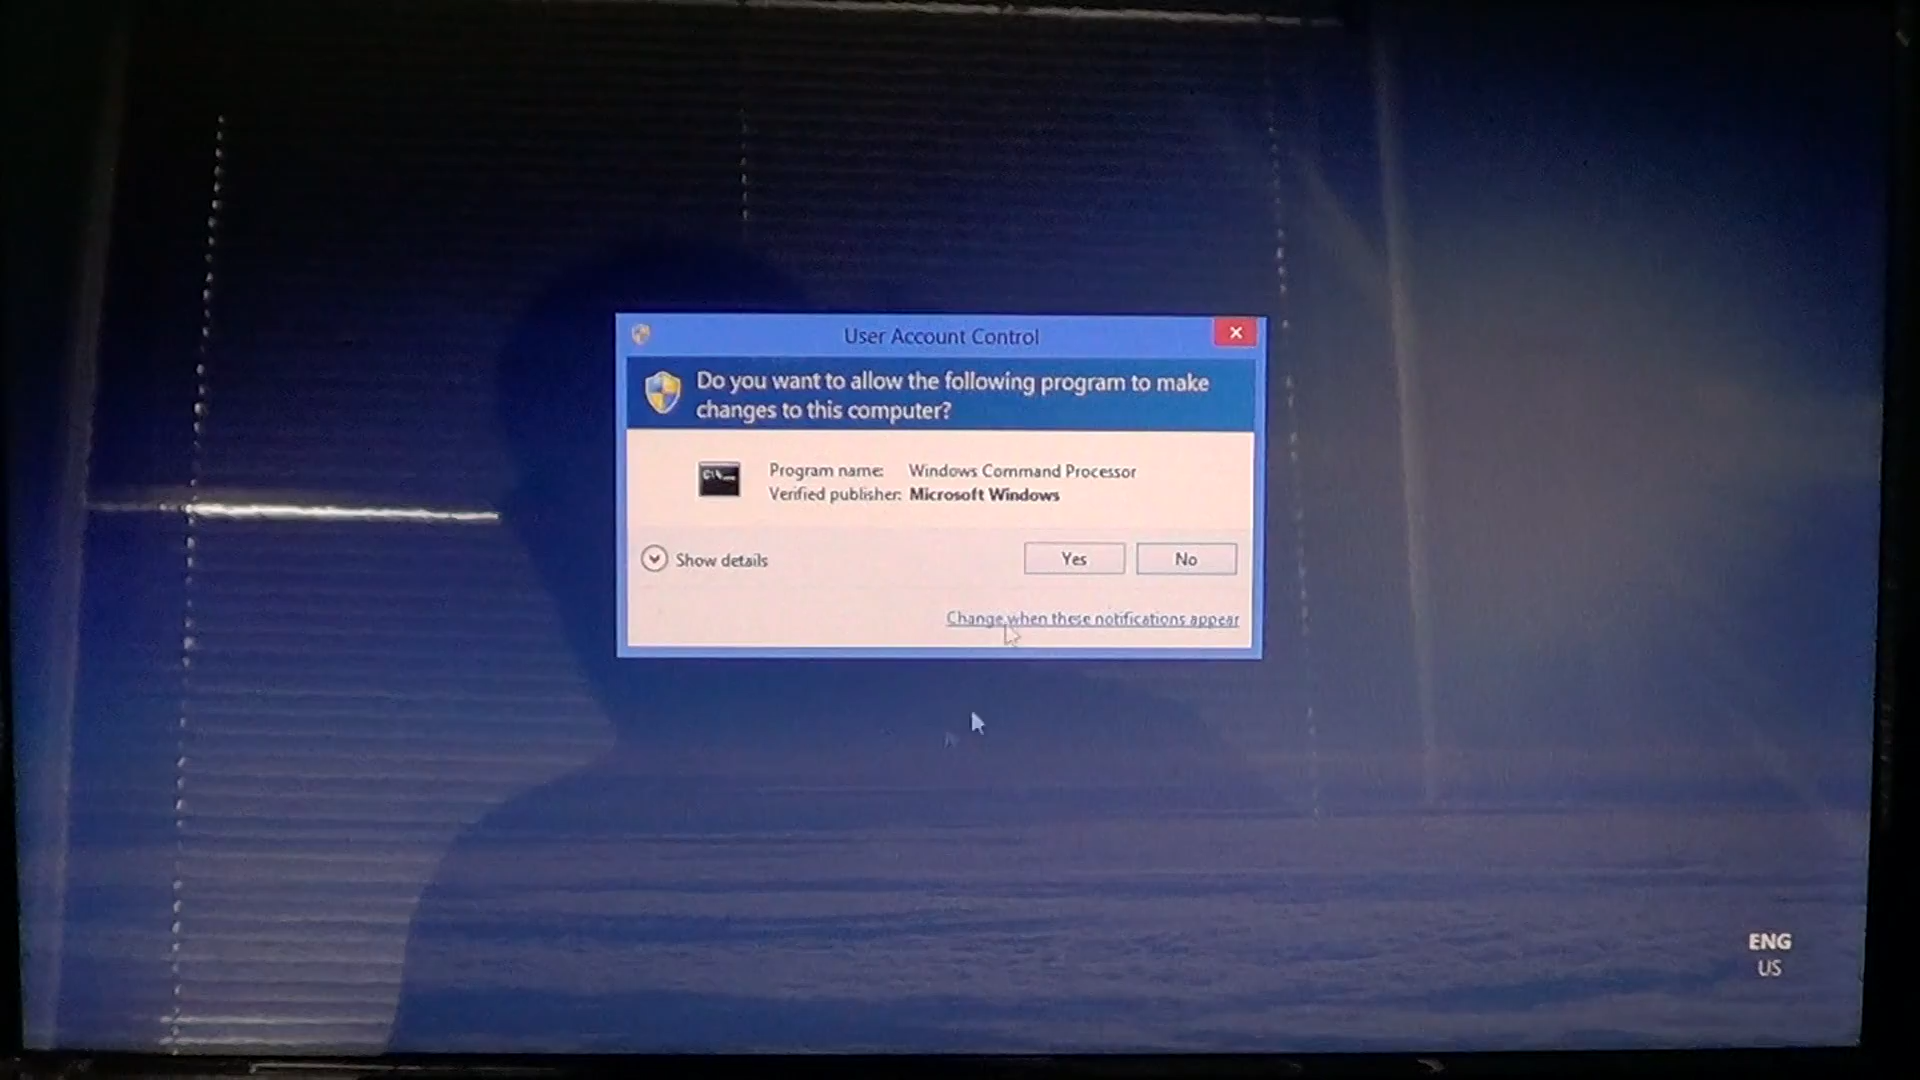 User Account Control
Do you want to allow the following program to make
changes to this computer?
Program name: Windows Command Processor
Verified publisher: Microsoft Windows
Show details
Yes
No
Change when these notifications appear
ENG
US